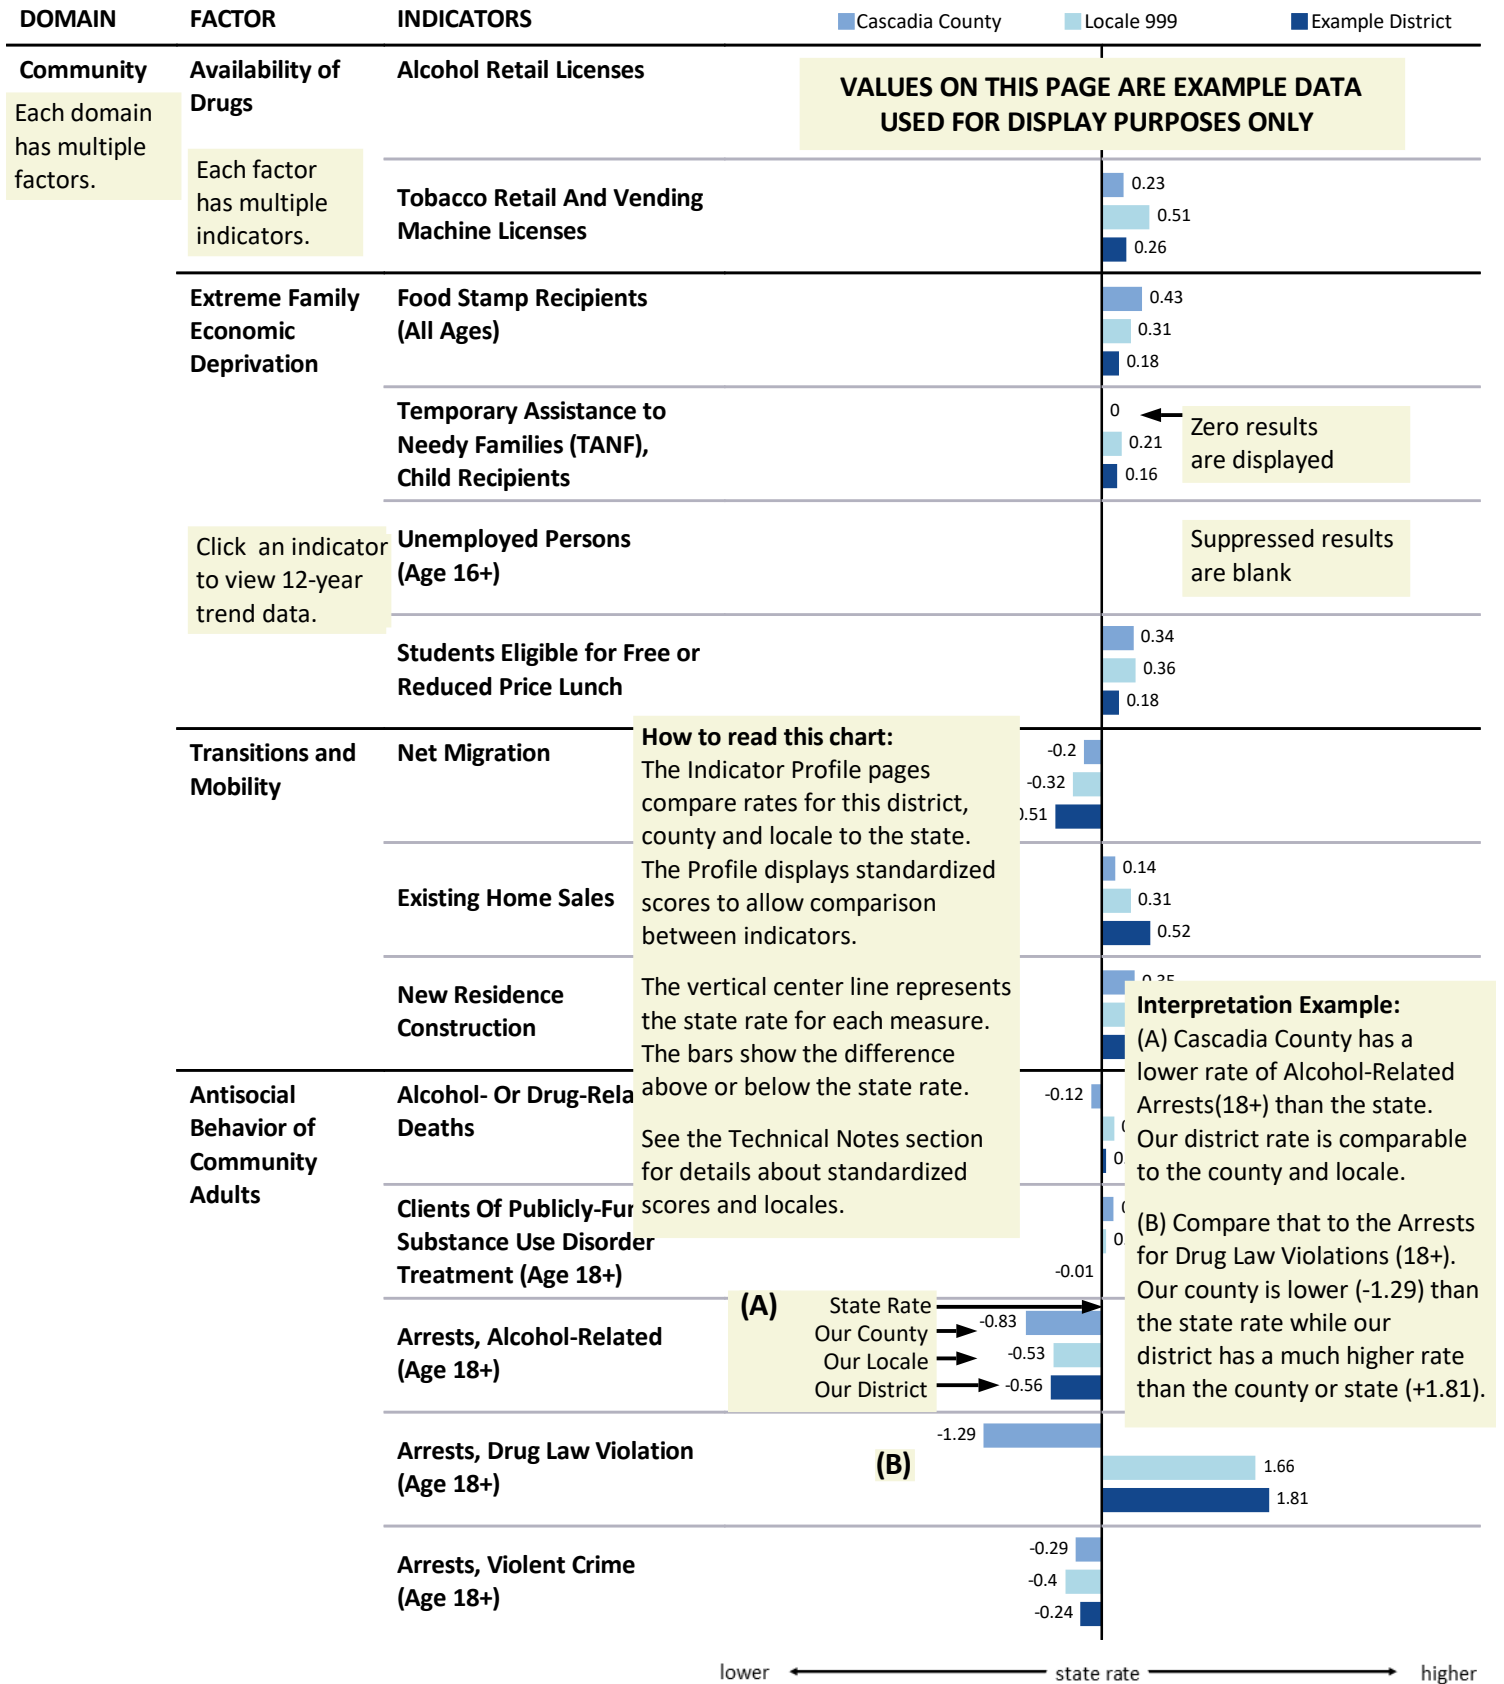 DOMAIN FACTOR INDICATORS Cascadia County Locale 999 Example District
Community Availability of Drugs Alcohol Retail Licenses
VALUES ON THIS PAGE ARE EXAMPLE DATA
USED FOR DISPLAY PURPOSES ONLY
Each domain
has multiple
factors.
Each factor
has multiple
indicators.
Tobacco Retail And Vending
Machine Licenses
0.23
0.51
0.26
Extreme Family
Economic
Deprivation
Food Stamp Recipients
(All Ages)
0.43
0.31
0.18
Temporary Assistance to
Needy Families (TANF),
Child Recipients
0
0.21
0.16
Zero results
are displayed
Click an indicator
to view 12-year
trend data.
Unemployed Persons
(Age 16+)
Suppressed results
are blank
Students Eligible for Free or
Reduced Price Lunch
0.34
0.36
0.18
Transitions and
Mobility
Net Migration
-0.2
-0.32
0.51
How to read this chart:
The Indicator Profile pages
compare rates for this district,
county and locale to the state.
The Profile displays standardized
scores to allow comparison
between indicators.
The vertical center line represents
the state rate for each measure.
The bars show the difference
above or below the state rate.
See the Technical Notes section
for details about standardized
scores and locales.
Existing Home Sales
0.14
0.31
0.52
New Residence
Construction
0.35
Interpretation Example:
(A) Cascadia County has a
lower rate of Alcohol-Related
Arrests(18+) than the state.
Our district rate is comparable
to the county and locale.
(B) Compare that to the Arrests
for Drug Law Violations (18+).
Our county is lower (-1.29) than
the state rate while our
district has a much higher rate
than the county or state (+1.81).
Antisocial
Behavior of
Community
Adults
Alcohol- Or Drug-Rela
Deaths
-0.12
Clients Of Publicly-Fun
Substance Use Disorder
Treatment (Age 18+)
-0.01
Arrests, Alcohol-Related
(Age 18+)
(A) State Rate
Our County
Our Locale
Our District
-0.83
-0.53
-0.56
Arrests, Drug Law Violation
(Age 18+)
(B)
-1.29
1.66
1.81
Arrests, Violent Crime
(Age 18+)
-0.29
-0.4
-0.24
lower state rate higher